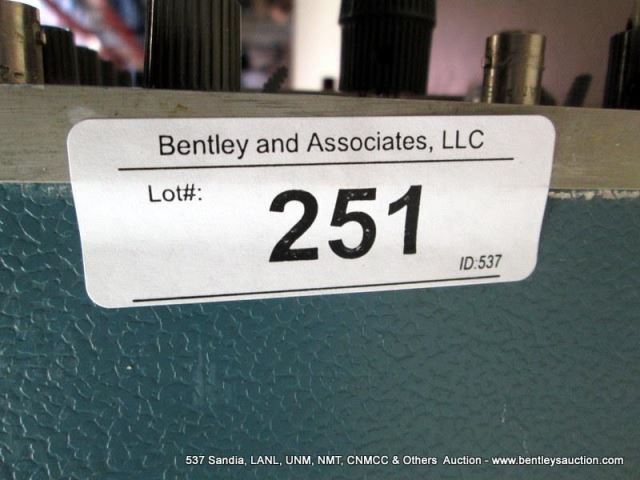 Bentley and Associates, LLC
Lot#:
251
ID:537
537 Sandia, LANL, UNM, NMT, CNMCC & Others Auction - www.bentleysauction.com